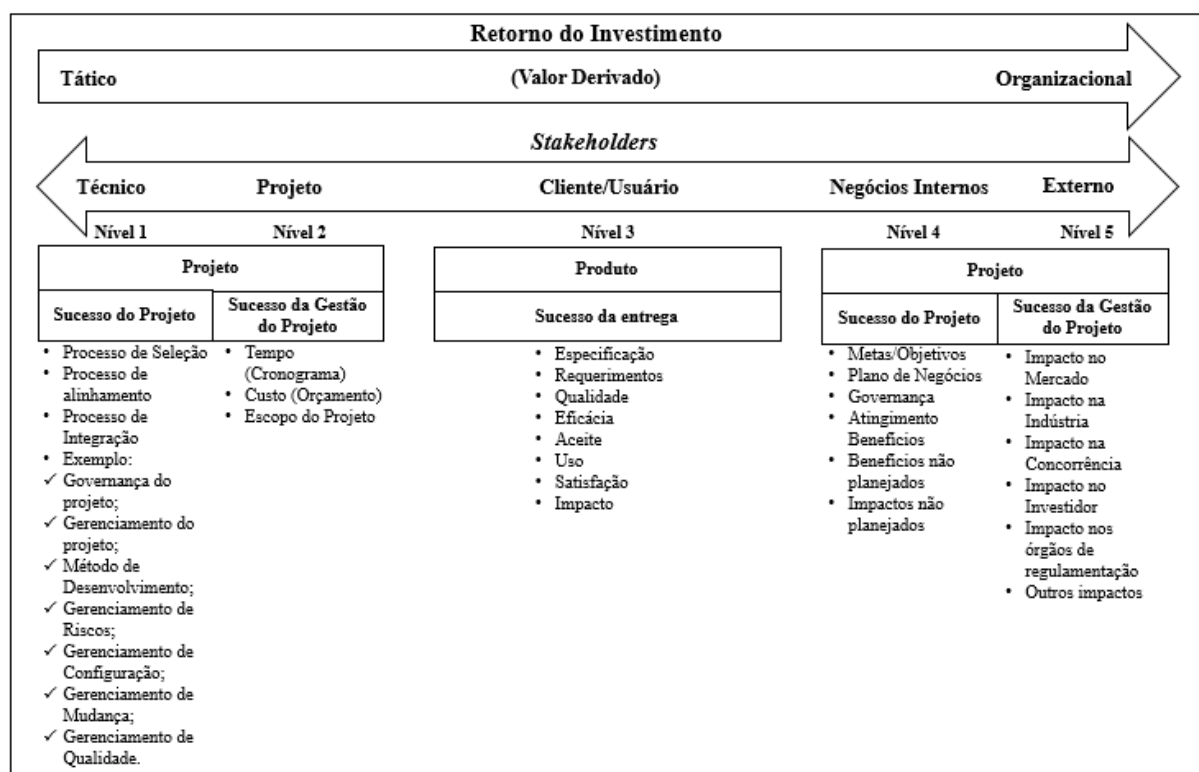 Retorno do Investimento
Tático (Valor Derivado) Organizacional
Stakeholders
Técnico Projeto Cliente/Usuário Negócios Internos Externo
Nível 1 Nível 2 Nível 3 Nível 4 Nível 5
Projeto
Sucesso do Projeto
Sucesso da Gestão
do Projeto
• Processo de Seleção
• Processo de
alinhamento
• Processo de
Integração
• Exemplo:
✓ Governança do
projeto;
✓ Gerenciamento do
projeto;
✓ Método de
Desenvolvimento;
✓ Gerenciamento de
Riscos;
✓ Gerenciamento de
Configuração;
✓ Gerenciamento de
Mudança;
✓ Gerenciamento de
Qualidade.
• Tempo
(Cronograma)
• Custo (Orçamento)
• Escopo do Projeto
Produto
Sucesso da entrega
• Especificação
• Requerimentos
• Qualidade
• Eficácia
• Aceite
• Uso
• Satisfação
• Impacto
Projeto
Sucesso do Projeto
Sucesso da Gestão
do Projeto
• Metas/Objetivos
• Plano de Negócios
• Governança
• Atingimento
Benefícios
• Benefícios não
planejados
• Impactos não
planejados
• Impacto no
Mercado
• Impacto na
Indústria
• Impacto na
Concorrência
• Impacto no
Investidor
• Impacto nos
órgãos de
regulamentação
• Outros impactos